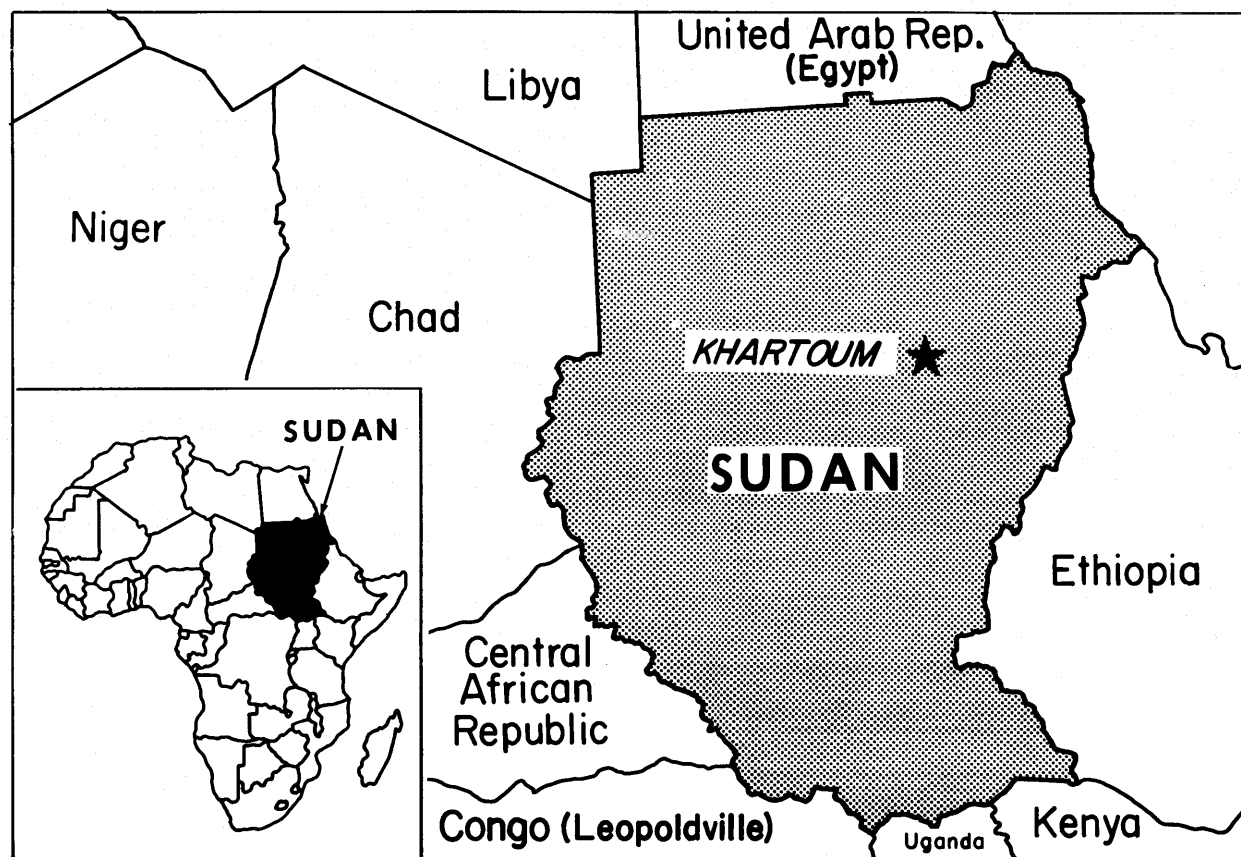 United Arab Rep.
(Egypt)
Libya
Niger
Chad
KHARTOUM
SUDAN
SUDAN
Ethiopia
Central
African
Republic
Congo (Leopoldville)
Uganda
Kenya